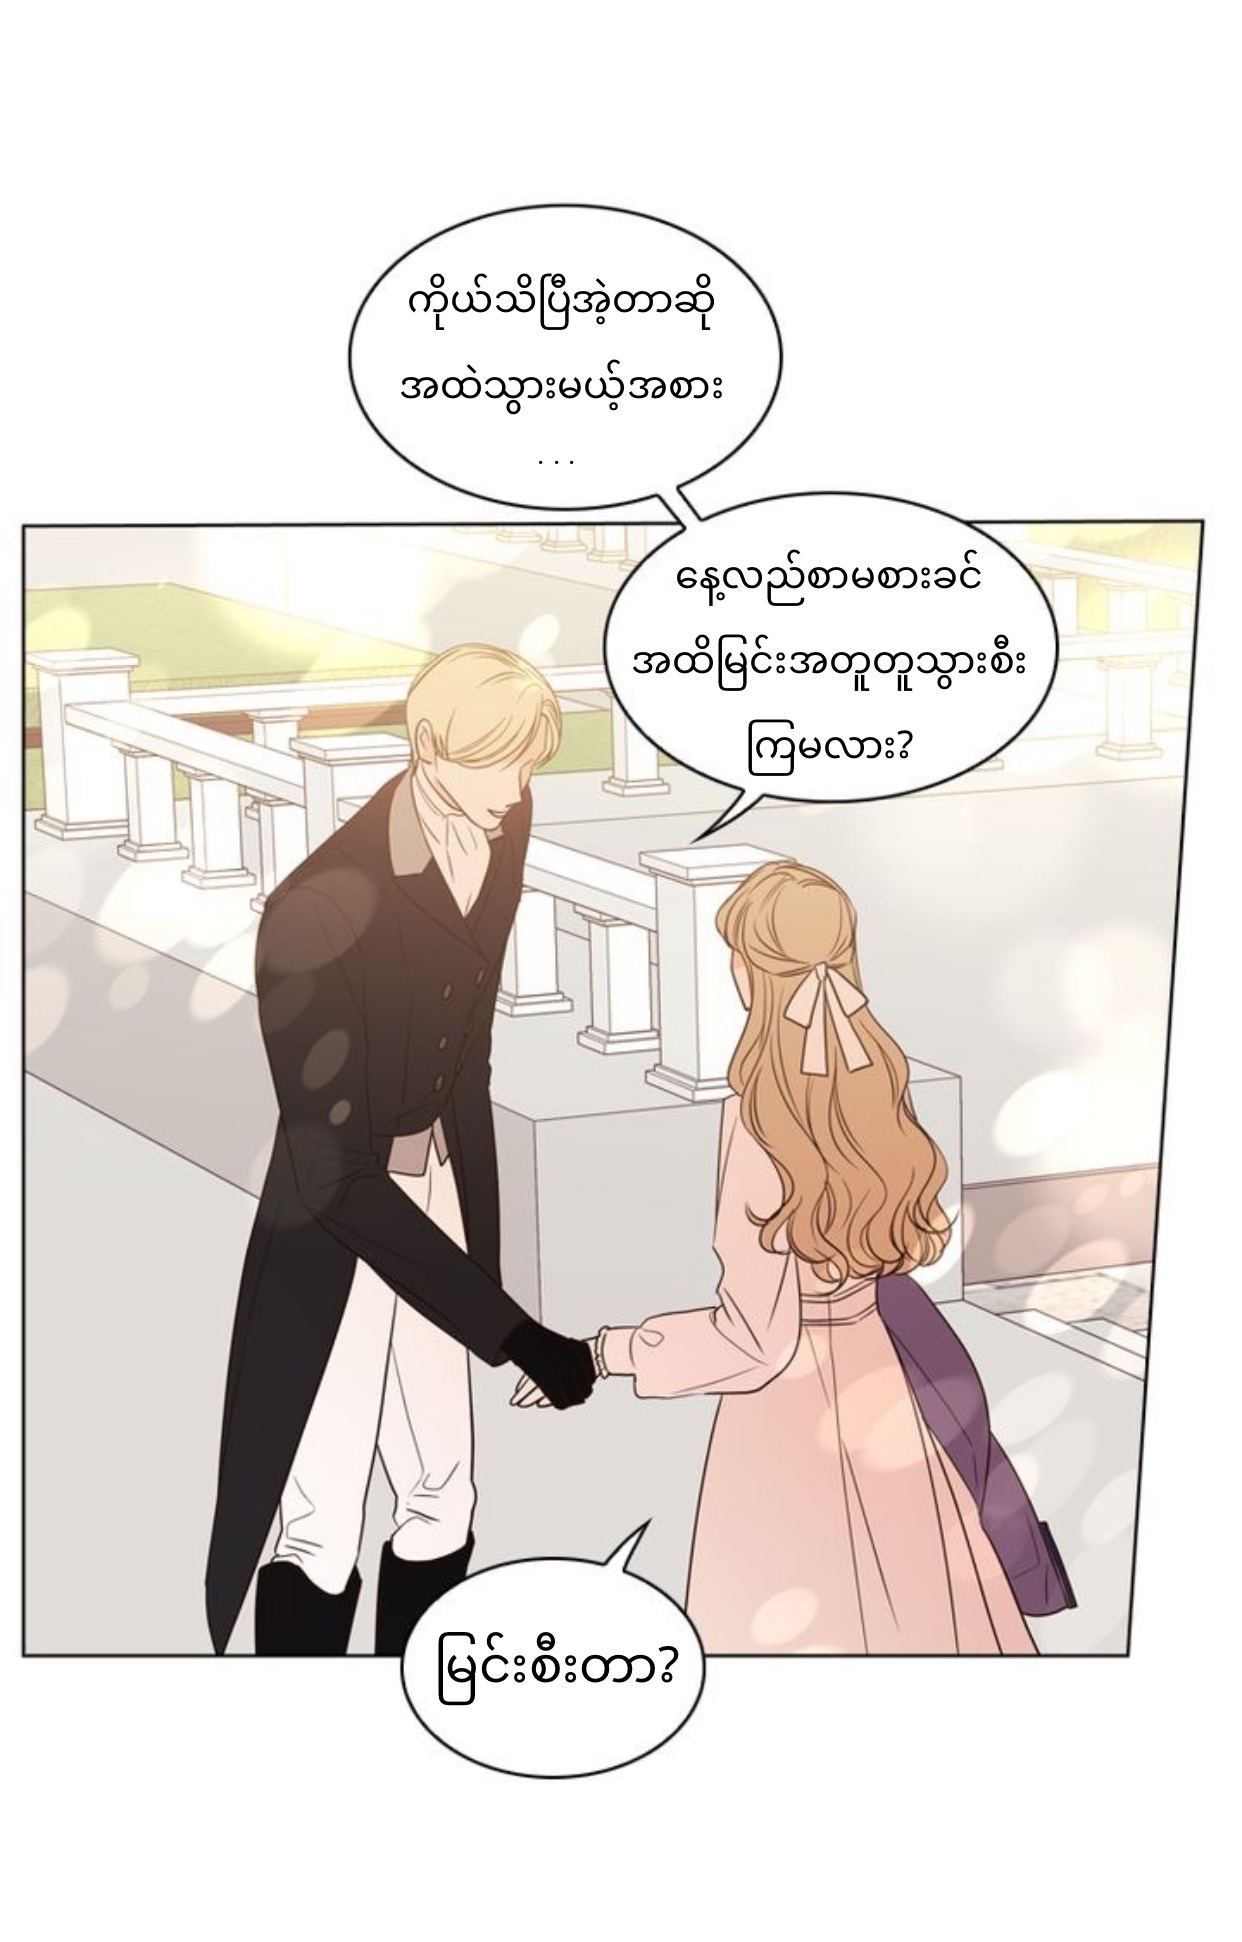 ကိုယ်သိပြီအဲ့တာဆို
အထဲသွားမယ့်အစား
...
နေ့လည်စာမစားခင်
အထိမြင်းအတူတူသွားစီး
ကြမလား?
မြင်းစီးတာ?